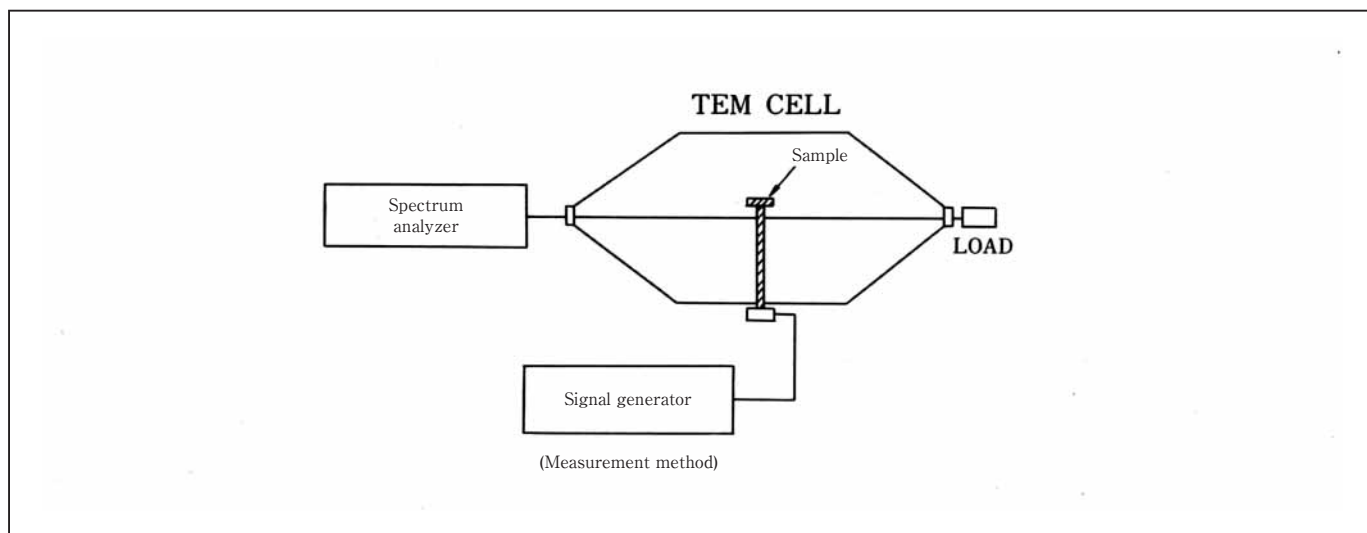 TEM CELL
Sample
Spectrum
analyzer
LOAD
Signal generator
(Measurement method)